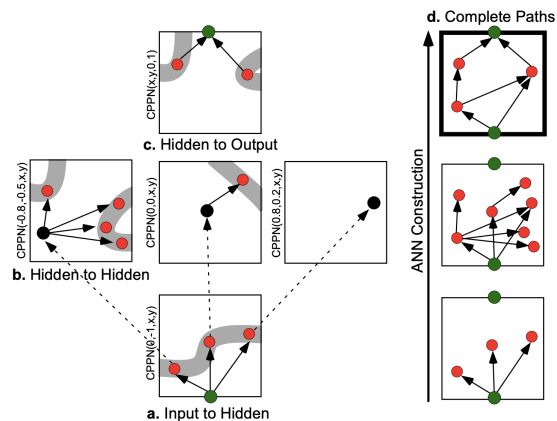 d. Complete Paths
CPPN(x,y,0,1)
c. Hidden to Output
CPPN(-0.8,-0.5,x,y)
CPPN(0,0,x,y)
CPPN(0.8,0.2,x,y)
b. Hidden to Hidden
CPPN(0,-1,x,y)
a. Input to Hidden
ANN Construction